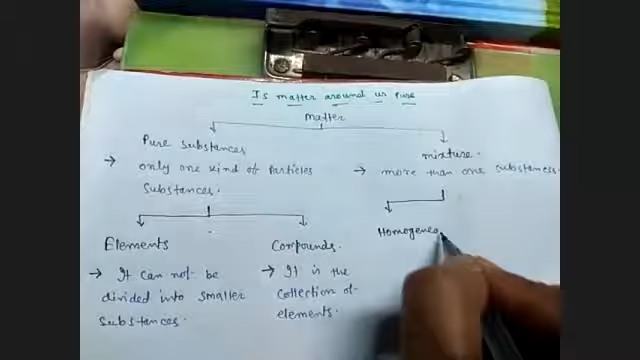 Is matter around us Pure
Matter
Pure substances
→ only one kind of Particles
substances.
mixture.
→ more than one substances.
Elements
→ It can not be
divided into smaller
substances.
Compounds.
→ It is the
collection of
elements.
Homogeneo